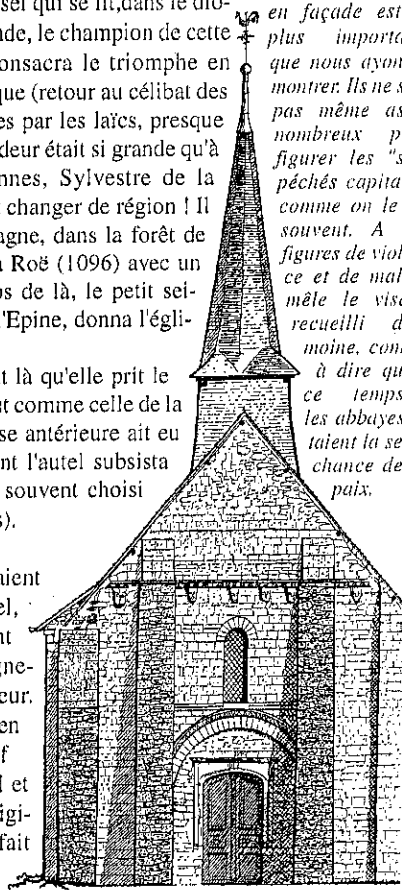 sel qui se fit,dans le dio-
nde, le champion de cette
onsacra le triomphe en
que (retour au célibat des
es par les laïcs, presque
deur était si grande qu'à
nnes, Sylvestre de la
t changer de région ! Il
agne, dans la forêt de
a Roë (1096) avec un
os de là, le petit sei-
l'Epine, donna l'égli-
t là qu'elle prit le
ut comme celle de la
se antérieure ait eu
nt l'autel subsista
souvent choisi
s).
aient
el,
nt
gne-
eur.
en
f
l et
igi-
fait
en façade est
plus importa
que nous ayon
montrer. Ils ne s
pas même as
nombreux p
figurer les "s
péchés capita
comme on le
souvent. A
figures de viol
ce et de mal
mêle le visa
recueilli d
moine, com
à dire qu
ce temps
les abbayes
taient la se
chance de
paix.